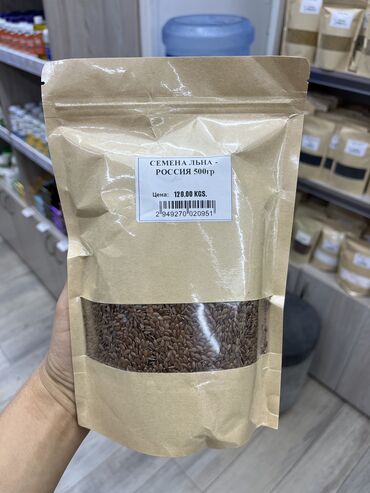 СЕМЕНА ЛЬНА -
РОССИЯ 500гр
Цена: 120,00 KGS.
2 949270 020951